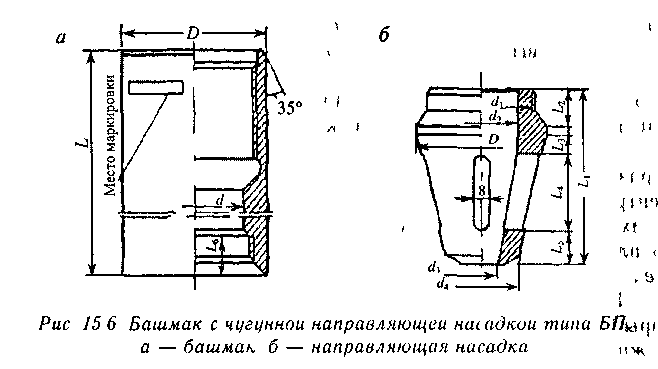 а
D
б
35°
L
Место маркировки
d
L₆
d₁
d₂
D
8
L₂
L₃
L₄
L₁
L₅
d₃
d₄
Рис 15 6 Башмак с чугунной направляющей насадкой типа БП
а — башмак б — направляющая насадка